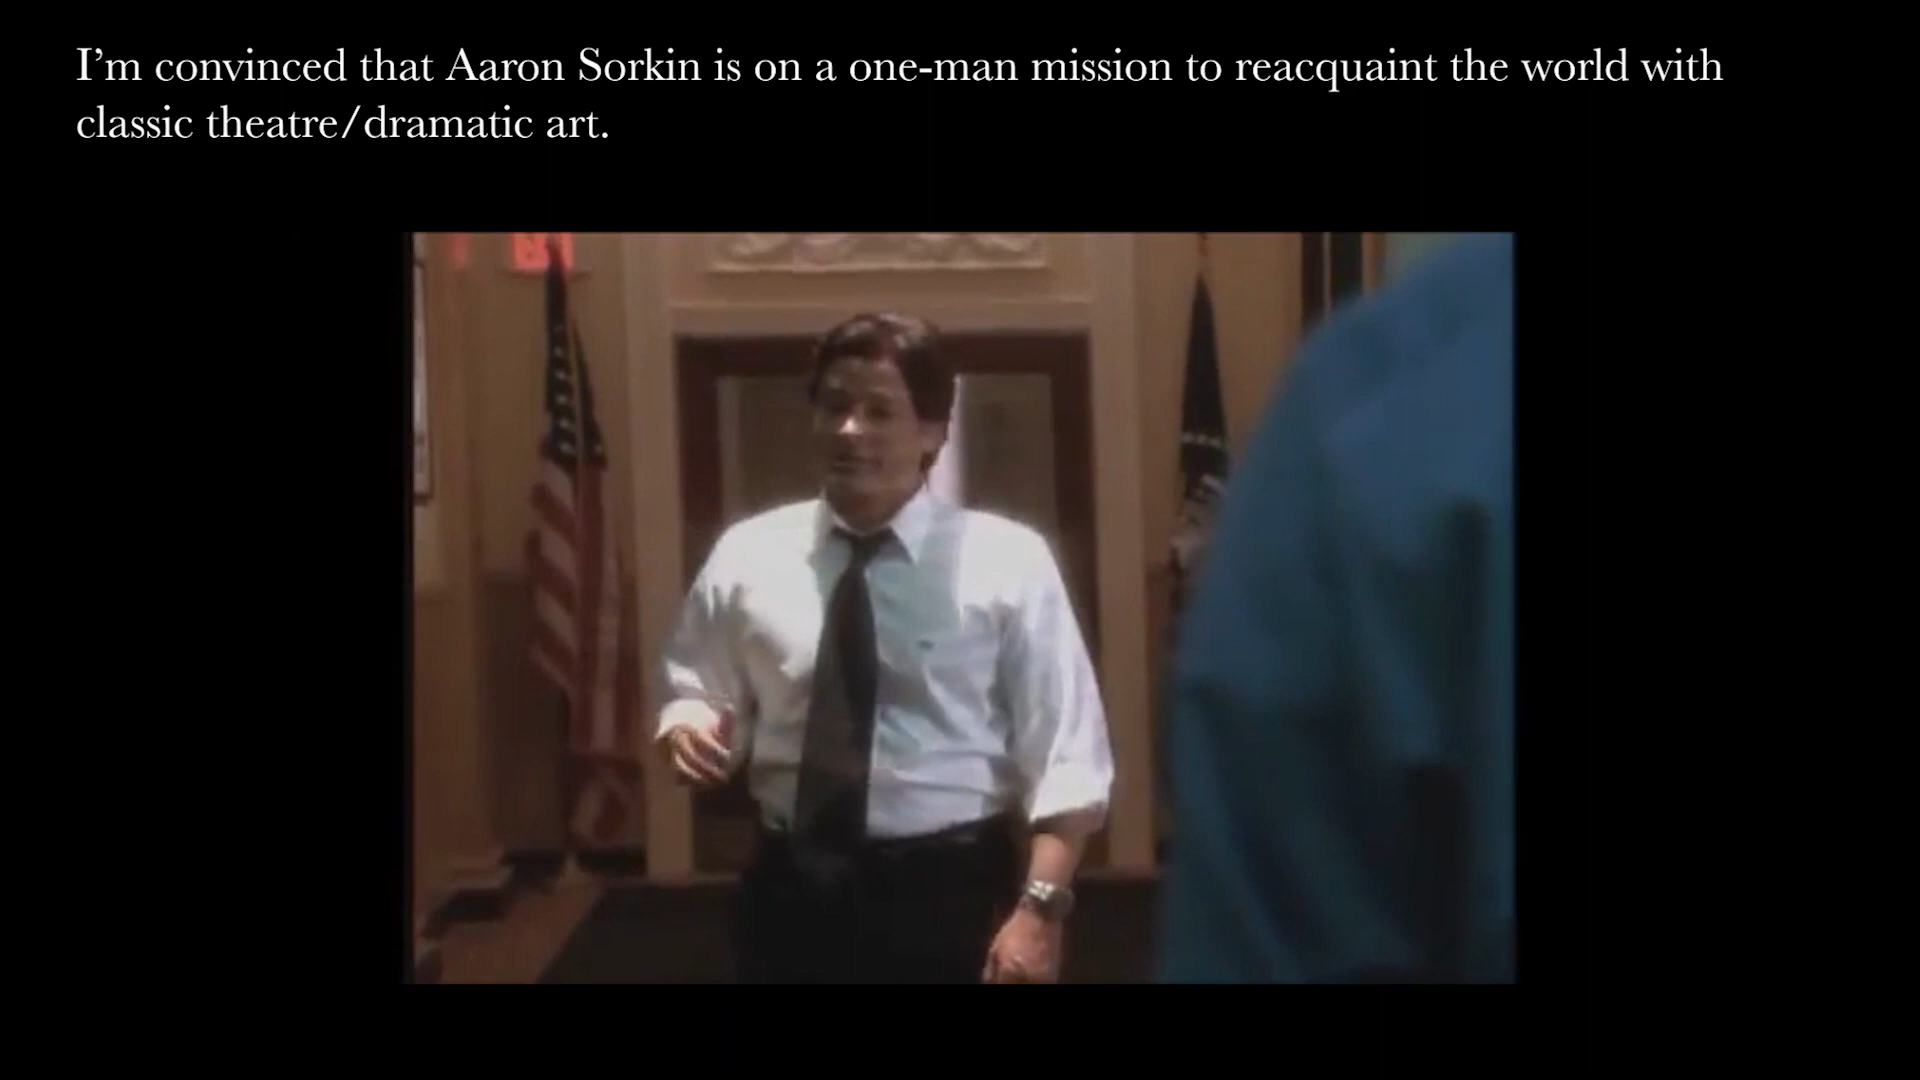 I’m convinced that Aaron Sorkin is on a one-man mission to reacquaint the world with
classic theatre/dramatic art.